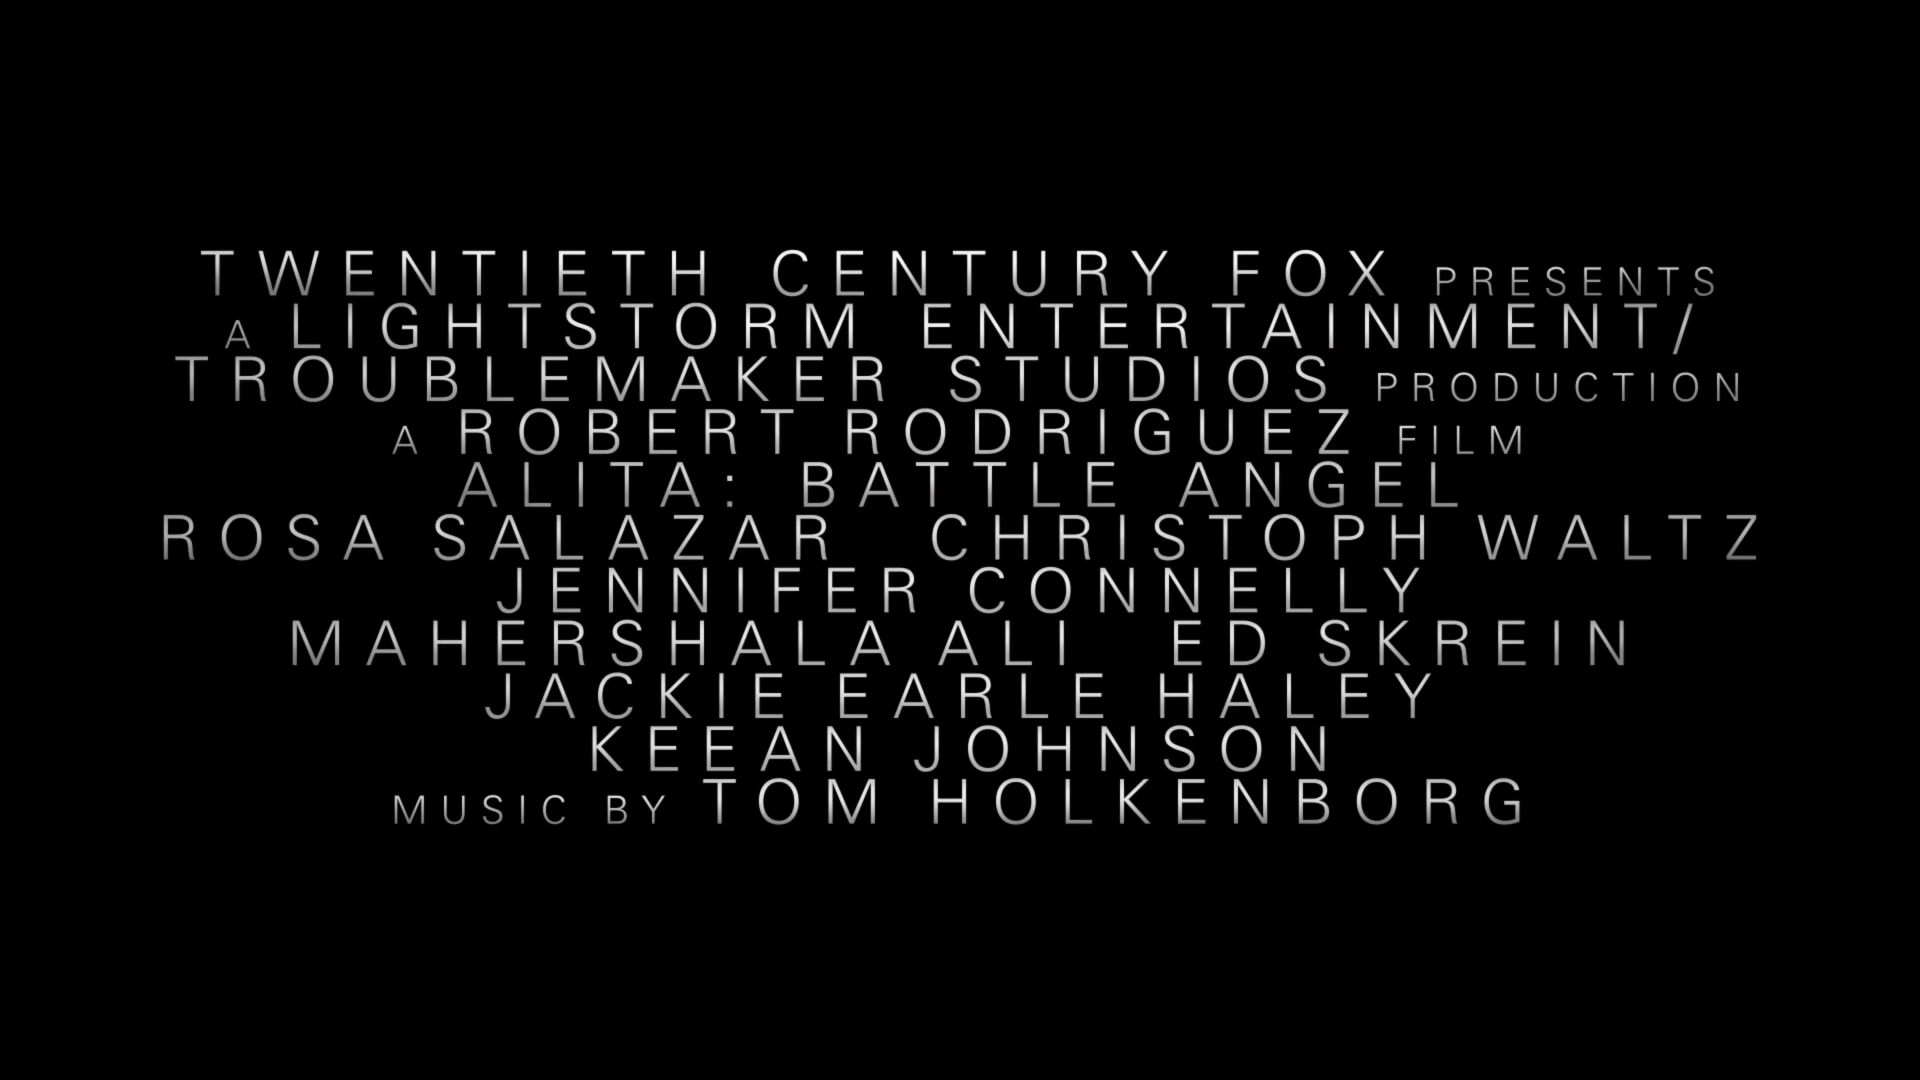 TWENTIETH CENTURY FOX PRESENTS
A LIGHTSTORM ENTERTAINMENT/
TROUBLEMAKER STUDIOS PRODUCTION
A ROBERT RODRIGUEZ FILM
ALITA: BATTLE ANGEL
ROSA SALAZAR CHRISTOPH WALTZ
JENNIFER CONNELLY
MAHERSHALA ALI ED SKREIN
JACKIE EARLE HALEY
KEEAN JOHNSON
MUSIC BY TOM HOLKENBORG